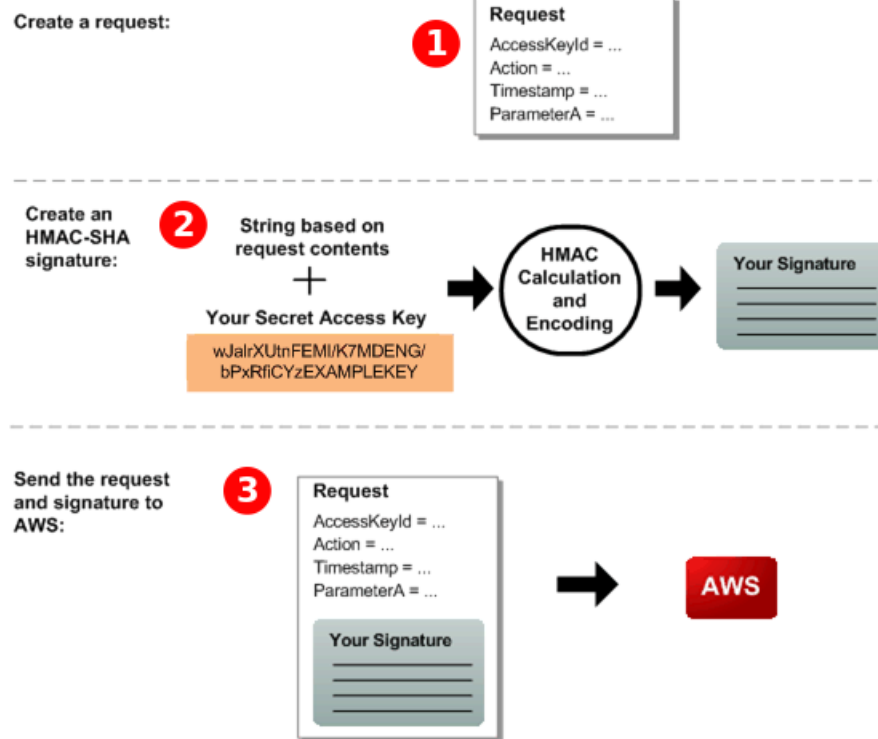 Create a request:
1
Request
AccessKeyId = ...
Action = ...
Timestamp = ...
ParameterA = ...
Create an
HMAC-SHA
signature:
2
String based on
request contents
+
Your Secret Access Key
wJalrXUtnFEMI/K7MDENG/
bPxRfiCYzEXAMPLEKEY
HMAC
Calculation
and
Encoding
Your Signature
Send the request
and signature to
AWS:
3
Request
AccessKeyId = ...
Action = ...
Timestamp = ...
ParameterA = ...
Your Signature
AWS